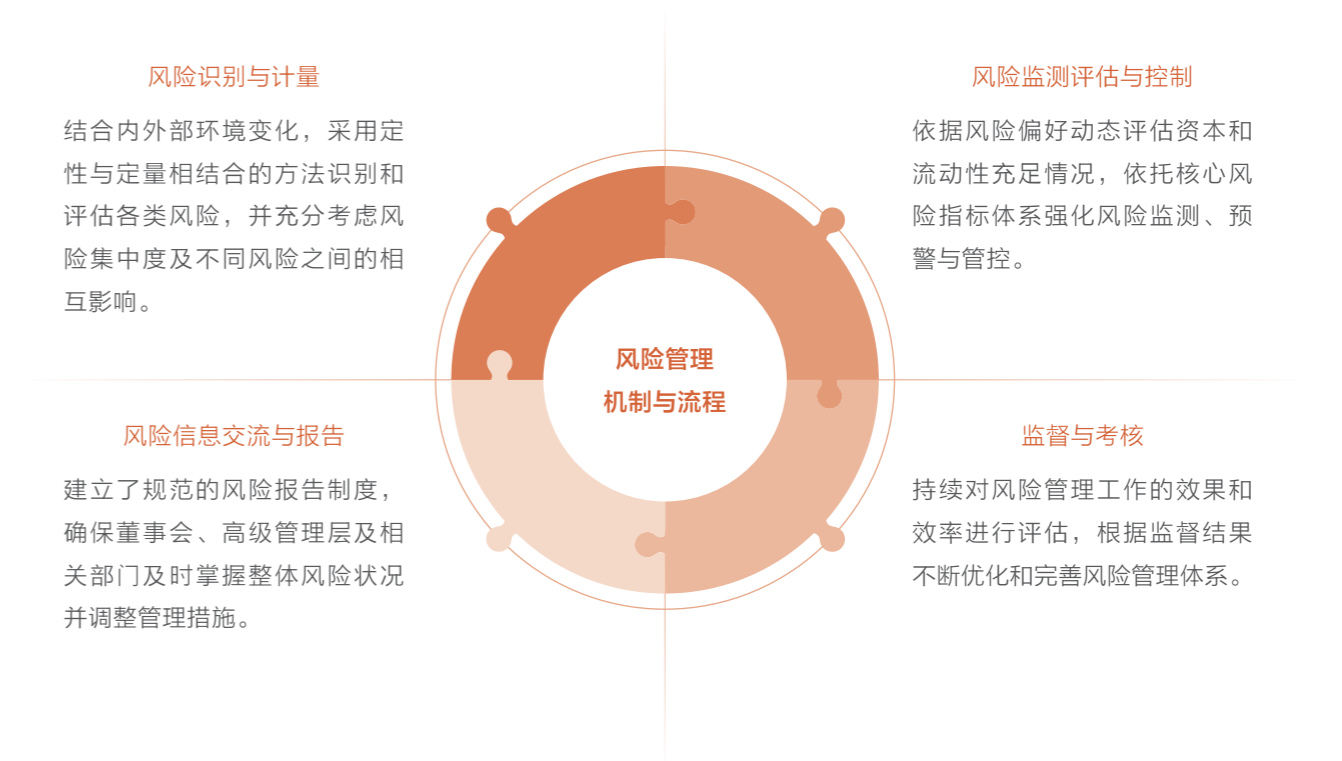 风险识别与计量
结合内外部环境变化，采用定
性与定量相结合的方法识别和
评估各类风险，并充分考虑风
险集中度及不同风险之间的相
互影响。
风险监测评估与控制
依据风险偏好动态评估资本和
流动性充足情况，依托核心风
险指标体系强化风险监测、预
警与管控。
风险管理
机制与流程
风险信息交流与报告
建立了规范的风险报告制度，
确保董事会、高级管理层及相
关部门及时掌握整体风险状况
并调整管理措施。
监督与考核
持续对风险管理工作的效果和
效率进行评估，根据监督结果
不断优化和完善风险管理体系。